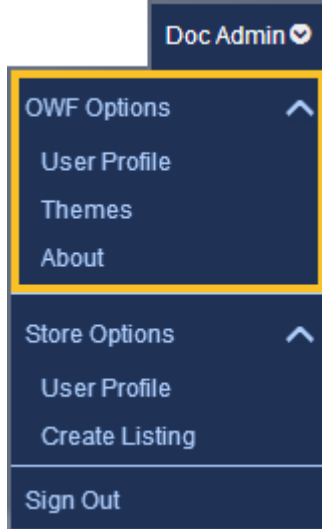 Doc Admin
OWF Options
User Profile
Themes
About
Store Options
User Profile
Create Listing
Sign Out